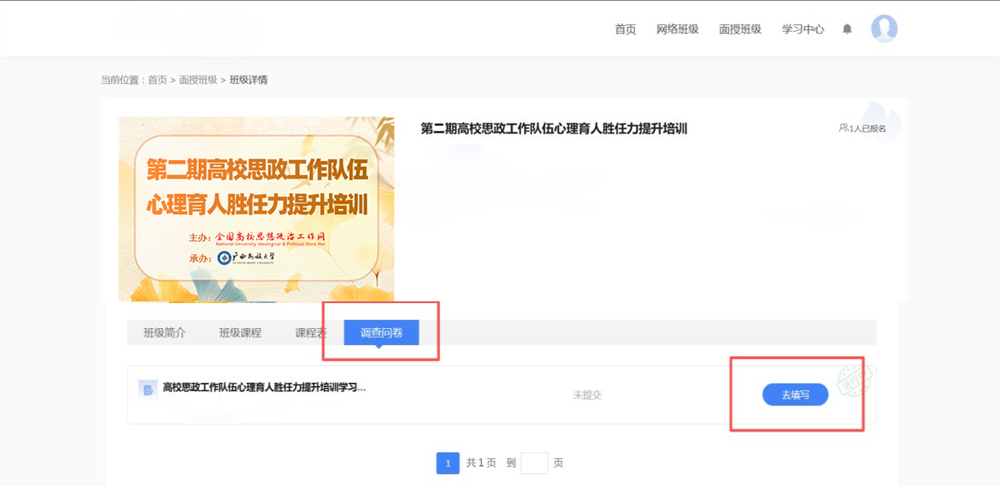 首页 网络班级 面授班级 学习中心
当前位置：首页 > 面授班级 > 班级详情
第二期高校思政工作队伍
心理育人胜任力提升培训
主办：全国高校思想政治工作网
National University Ideological & Political Work Net
承办：广西民族大学
第二期高校思政工作队伍心理育人胜任力提升培训
1人已报名
班级简介 班级课程 课程表 调查问卷
高校思政工作队伍心理育人胜任力提升培训学习...
未提交
去填写
进行中
1 共1页 到 页